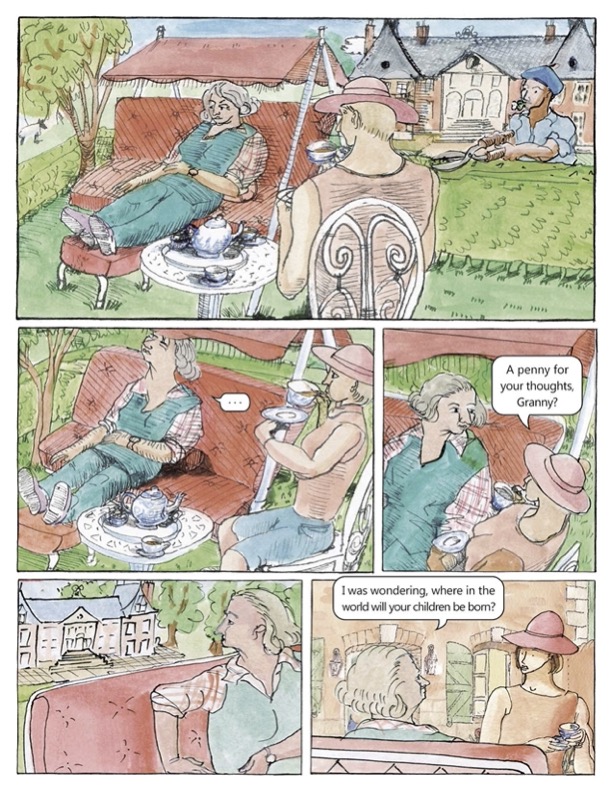 ...
A penny for
your thoughts,
Granny?
I was wondering, where in the
world will your children be born?